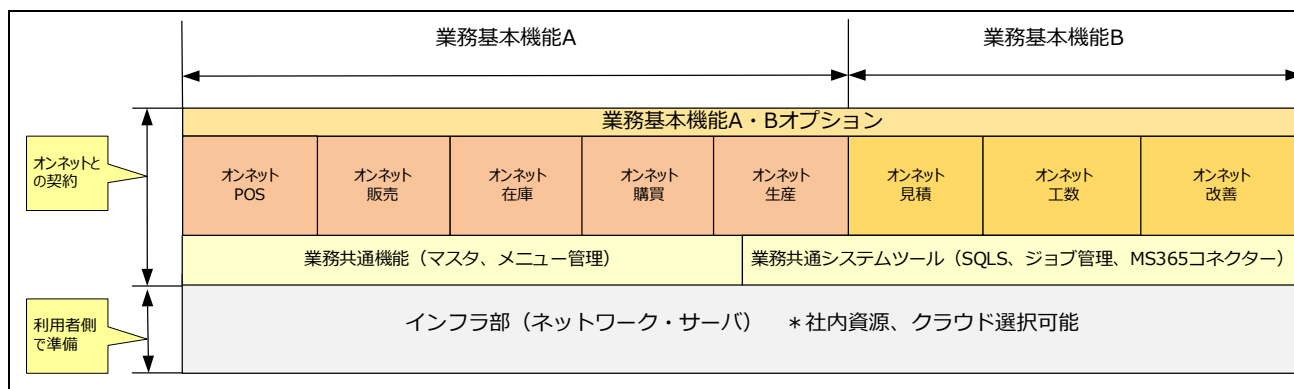 業務基本機能A
業務基本機能B
業務基本機能A・Bオプション
オンネットと
の契約
オンネット
POS
オンネット
販売
オンネット
在庫
オンネット
購買
オンネット
生産
オンネット
見積
オンネット
工数
オンネット
改善
業務共通機能（マスタ、メニュー管理）
業務共通システムツール（SQLS、ジョブ管理、MS365コネクター）
利用者側
で準備
インフラ部（ネットワーク・サーバ）　＊社内資源、クラウド選択可能